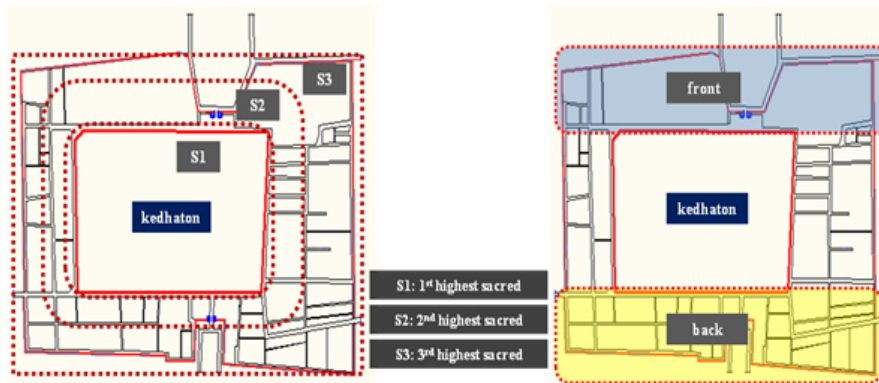 S3
S2
S1
kedhaton
S1: 1st highest sacred
S2: 2nd highest sacred
S3: 3rd highest sacred
front
kedhaton
back